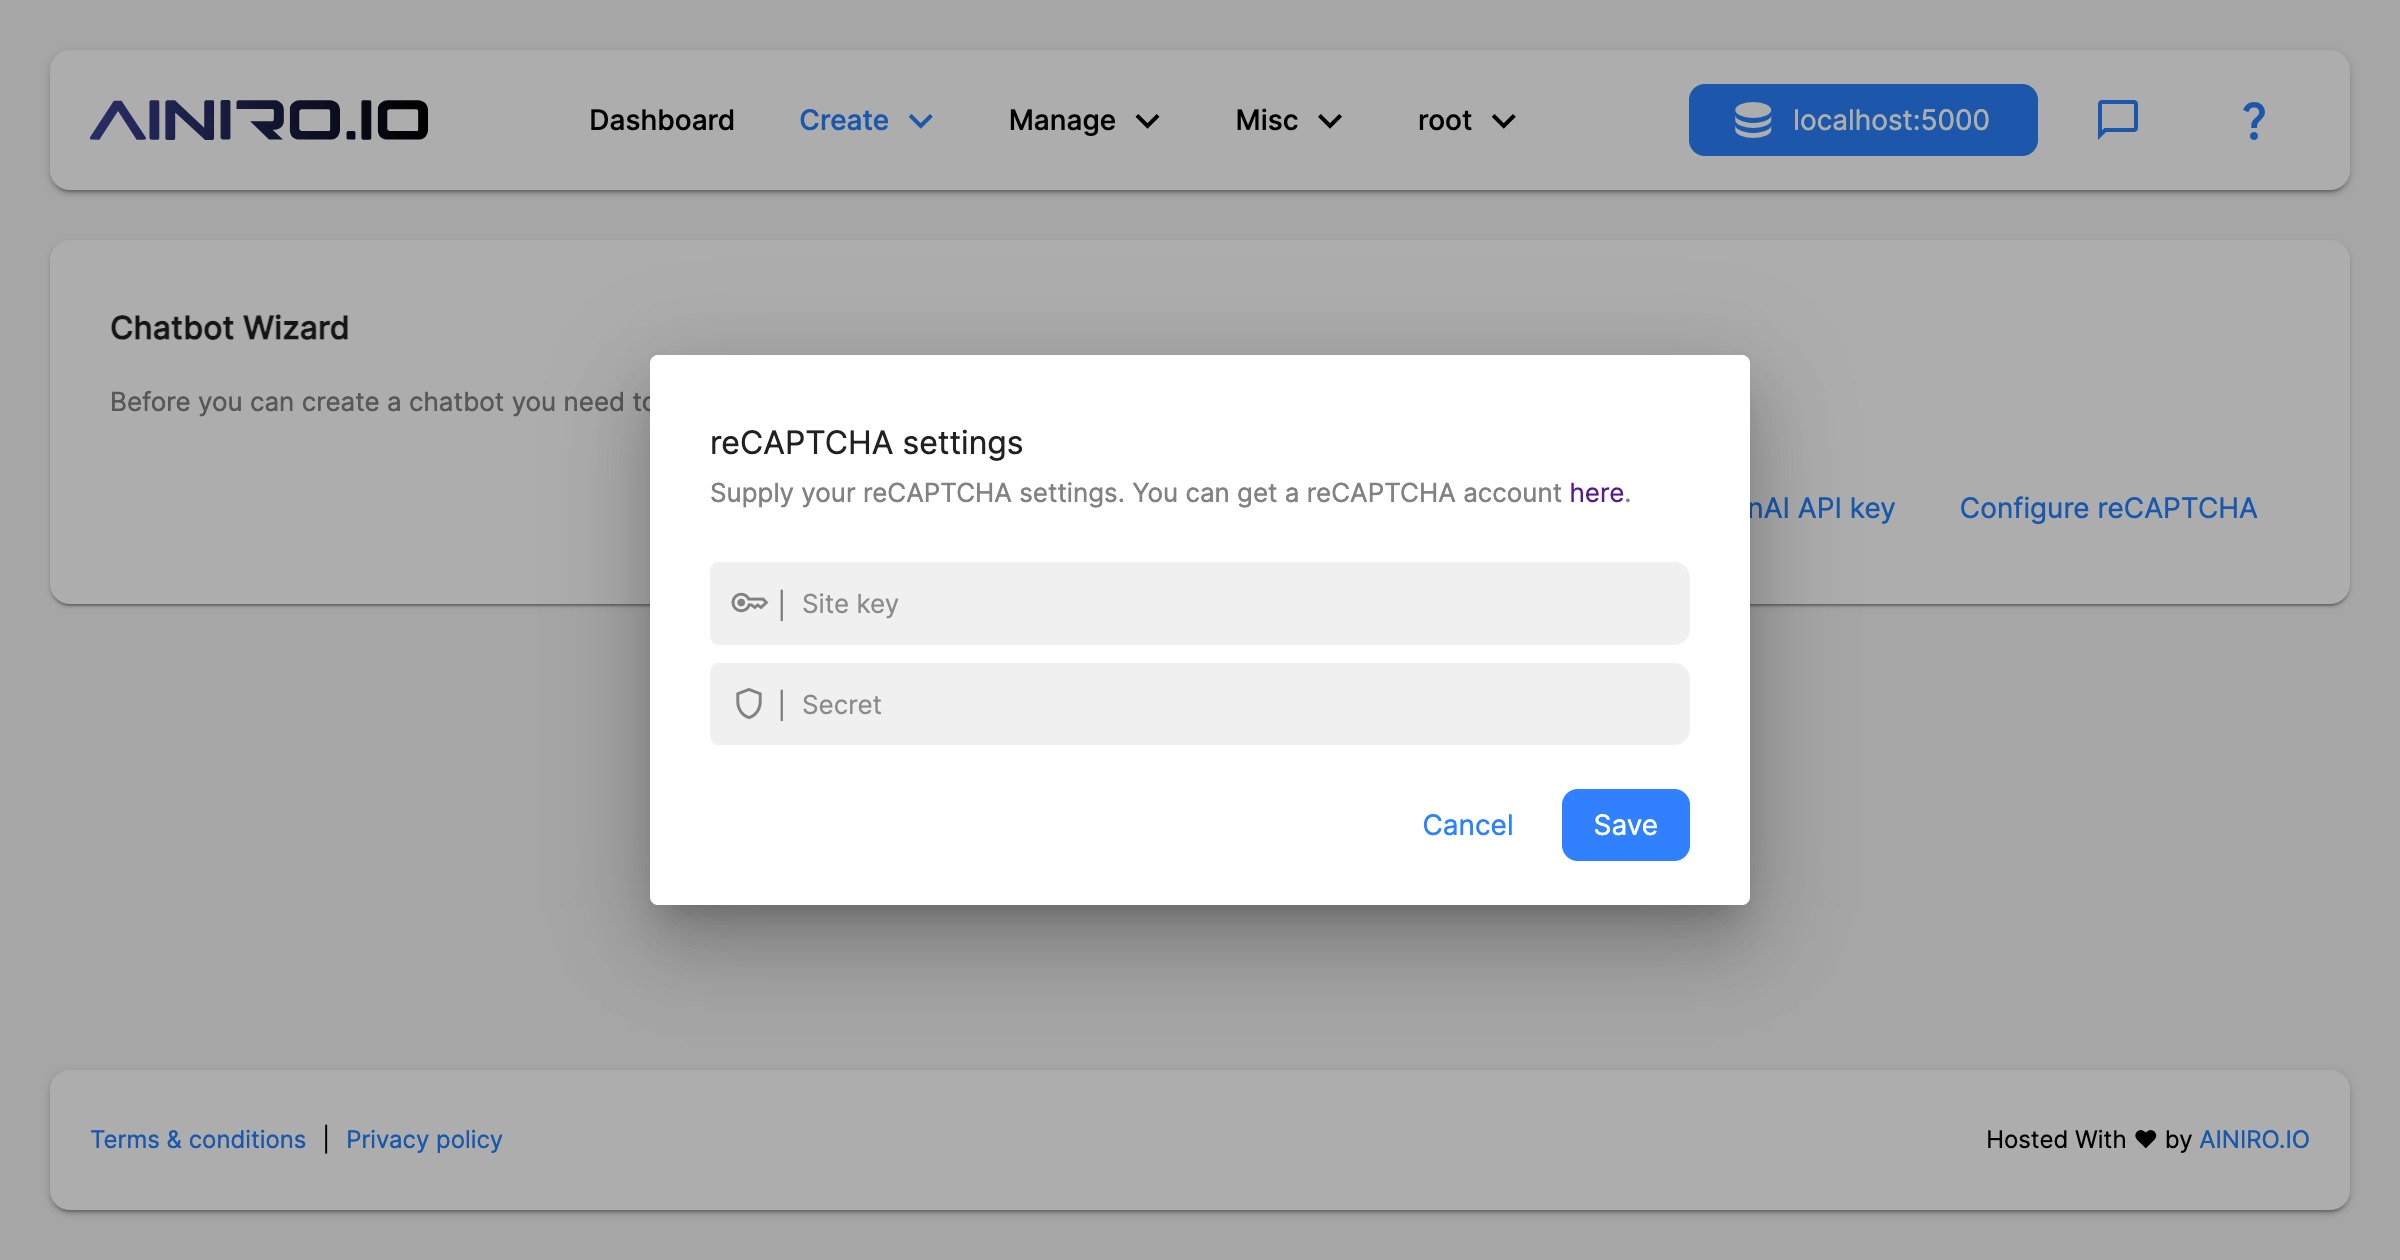 AINIRO.IO
Dashboard
Create
Manage
Misc
root
localhost:5000
?
Chatbot Wizard
Before you can create a chatbot you need
reCAPTCHA settings
Supply your reCAPTCHA settings. You can get a reCAPTCHA account here.
API key
Configure reCAPTCHA
Site key
Secret
Cancel
Save
Terms & conditions | Privacy policy
Hosted With ♥ by AINIRO.IO